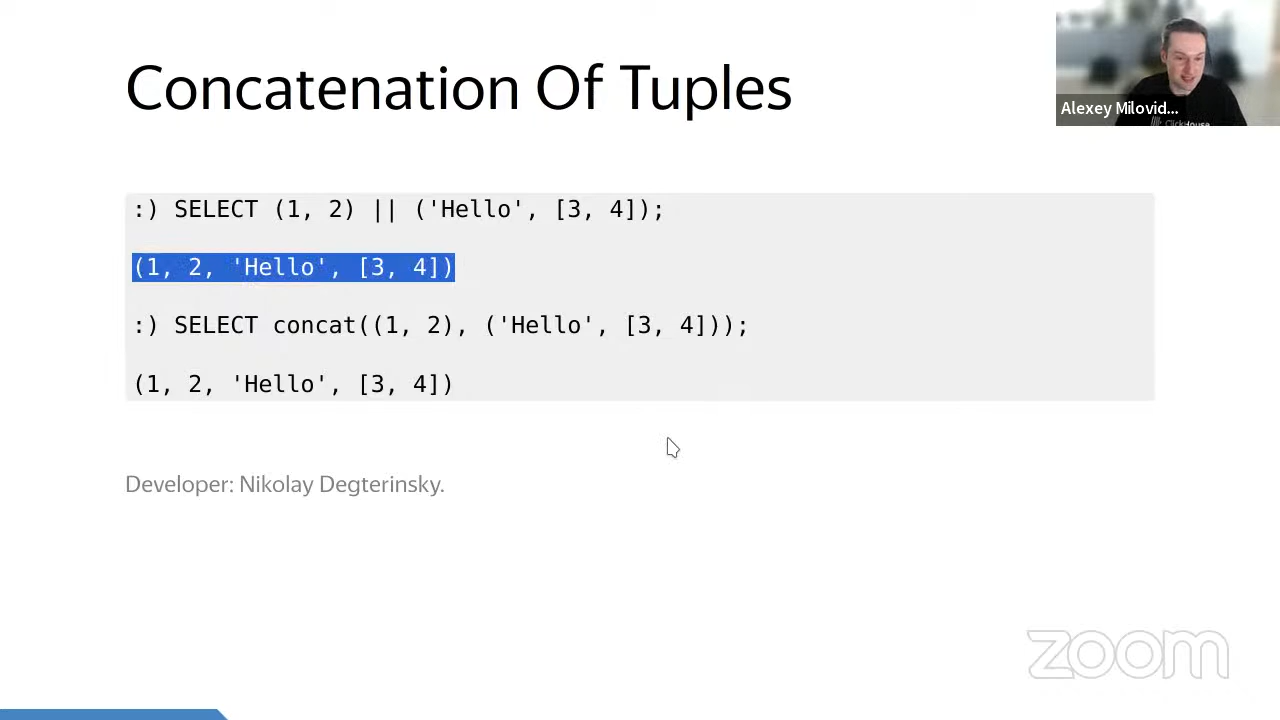 Concatenation Of Tuples
Alexey Milovid...
ClickHouse
:) SELECT (1, 2) || ('Hello', [3, 4]);
(1, 2, 'Hello', [3, 4])
:) SELECT concat((1, 2), ('Hello', [3, 4]));
(1, 2, 'Hello', [3, 4])
Developer: Nikolay Degterinsky.
zoom